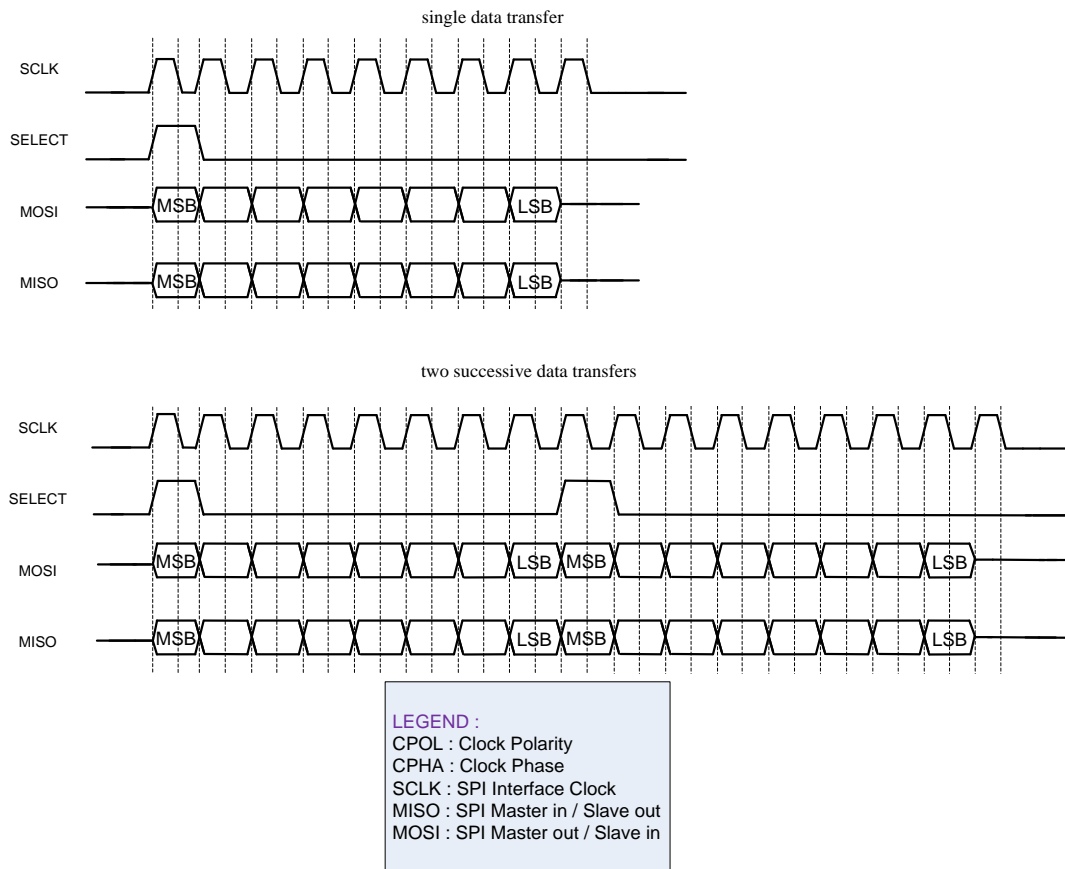 single data transfer
SCLK
SELECT
MOSI MSB LSB
MISO MSB LSB
two successive data transfers
SCLK
SELECT
MOSI MSB LSB MSB LSB
MISO MSB LSB MSB LSB
LEGEND :
CPOL : Clock Polarity
CPHA : Clock Phase
SCLK : SPI Interface Clock
MISO : SPI Master in / Slave out
MOSI : SPI Master out / Slave in